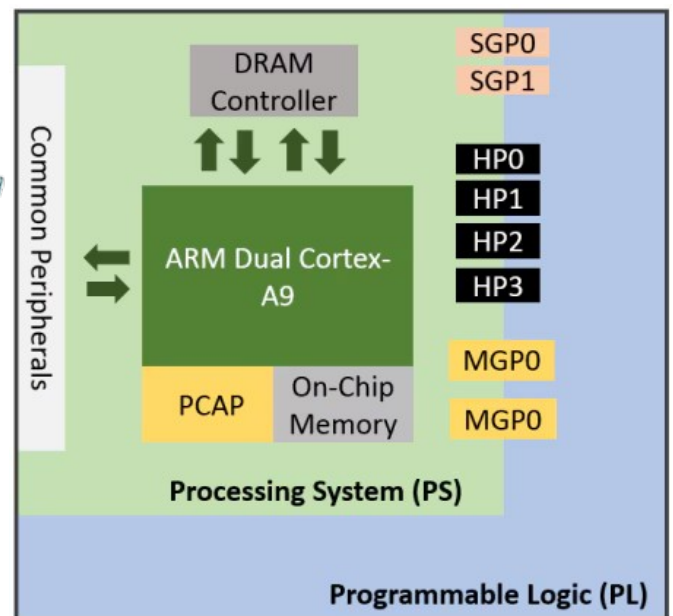 DRAM
Controller
SGP0
SGP1
Common Peripherals
HP0
HP1
HP2
HP3
ARM Dual Cortex-
A9
MGP0
PCAP
On-Chip
Memory
MGP0
Processing System (PS)
Programmable Logic (PL)